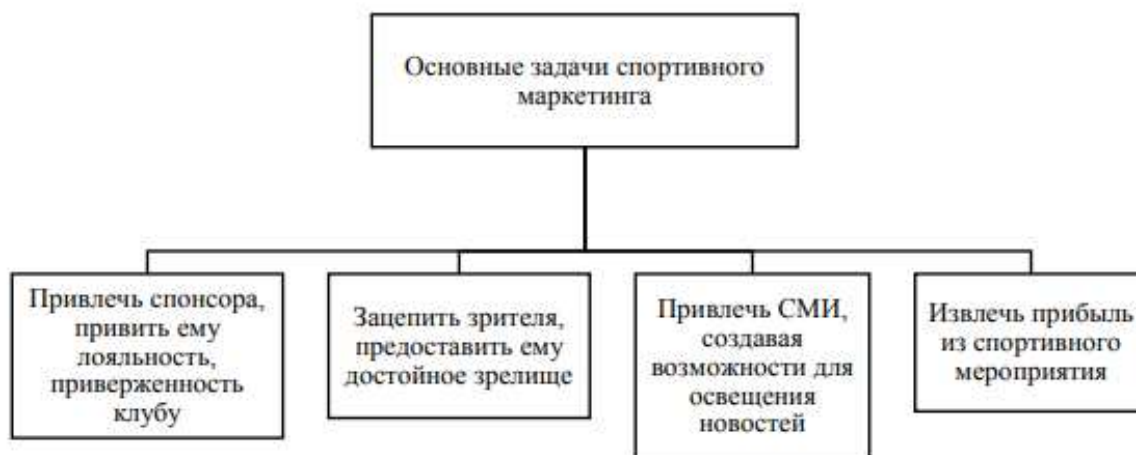 Основные задачи спортивного
маркетинга
Привлечь спонсора,
привить ему
лояльность,
приверженность
клубу
Зацепить зрителя,
предоставить ему
достойное зрелище
Привлечь СМИ,
создавая
возможности для
освещения
новостей
Извлечь прибыль
из спортивного
мероприятия